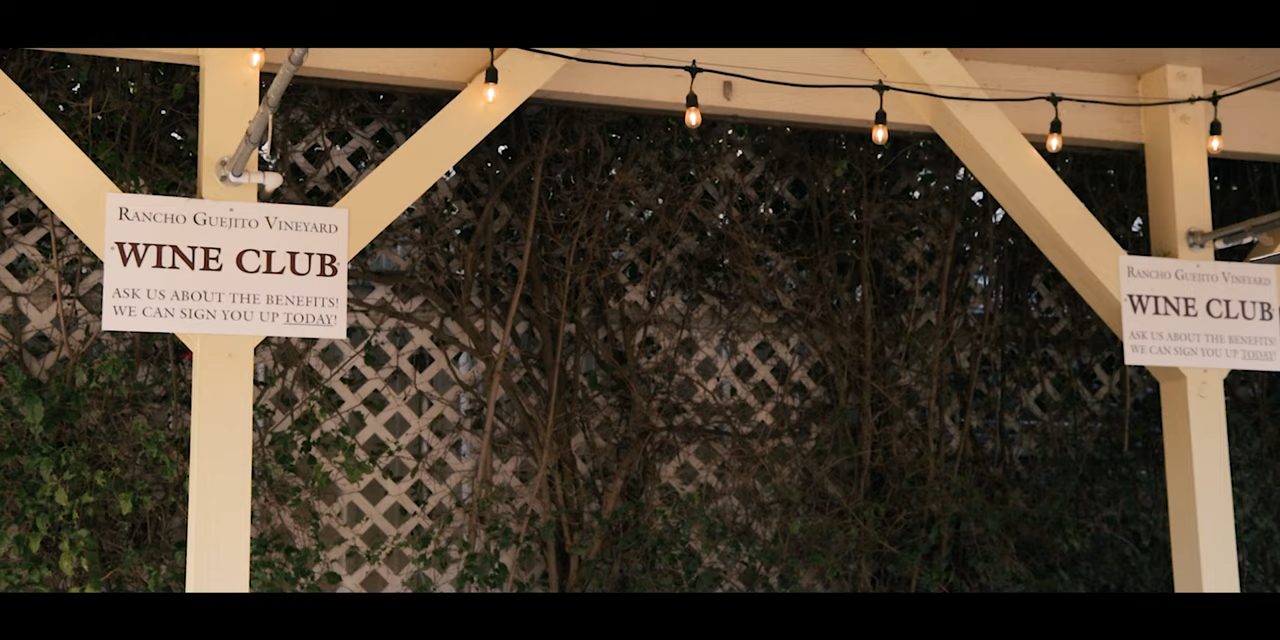 RANCHO GUEJITO VINEYARD
WINE CLUB
ASK US ABOUT THE BENEFITS!
WE CAN SIGN YOU UP TODAY!
RANCHO GUEJITO VINEYARD
WINE CLUB
ASK US ABOUT THE BENEFITS!
WE CAN SIGN YOU UP TODAY!